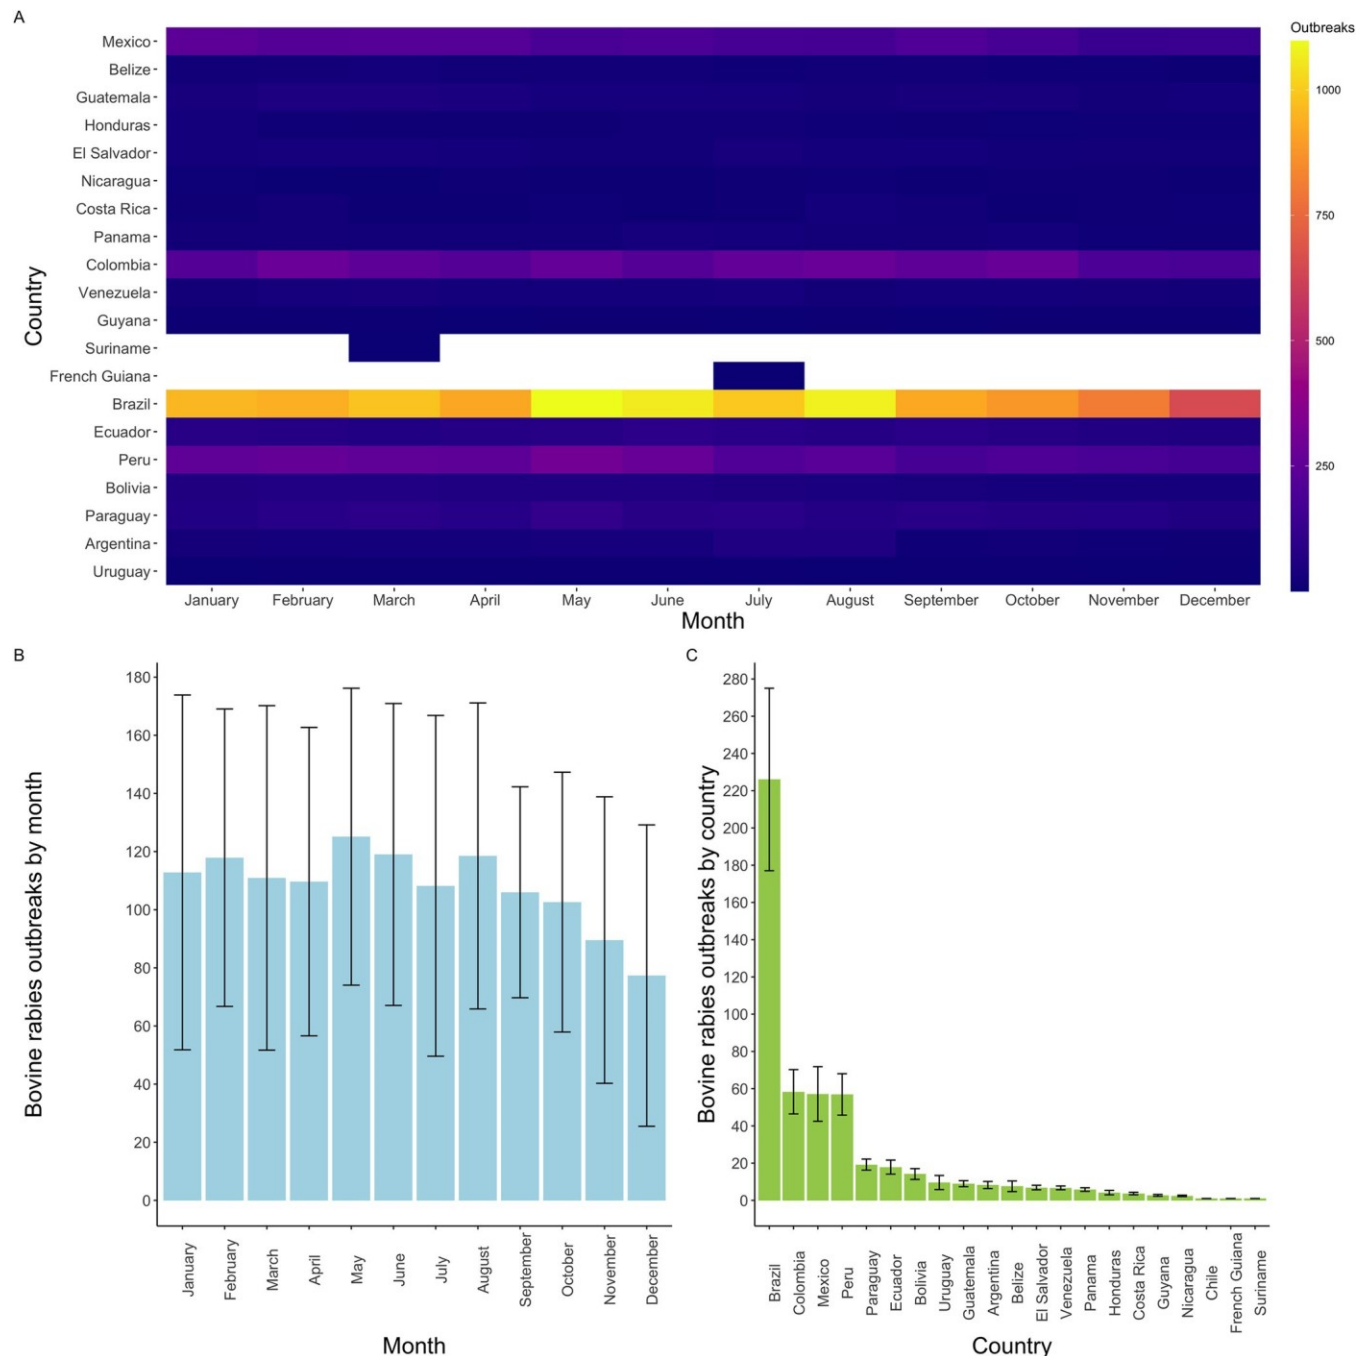 A
Outbreaks
1000
750
500
250
Country
Mexico
Belize
Guatemala
Honduras
El Salvador
Nicaragua
Costa Rica
Panama
Colombia
Venezuela
Guyana
Suriname
French Guiana
Brazil
Ecuador
Peru
Bolivia
Paraguay
Argentina
Uruguay
January February March April May June July August September October November December
Month
B
Bovine rabies outbreaks by month
180
160
140
120
100
80
60
40
20
0
January February March April May June July August September October November December
Month
C
Bovine rabies outbreaks by country
280
260
240
220
200
180
160
140
120
100
80
60
40
20
0
Brazil Colombia Mexico Peru Paraguay Ecuador Bolivia Uruguay Guatemala Argentina Belize El Salvador Venezuela Panama Honduras Costa Rica Guyana Nicaragua Chile French Guiana Suriname
Country